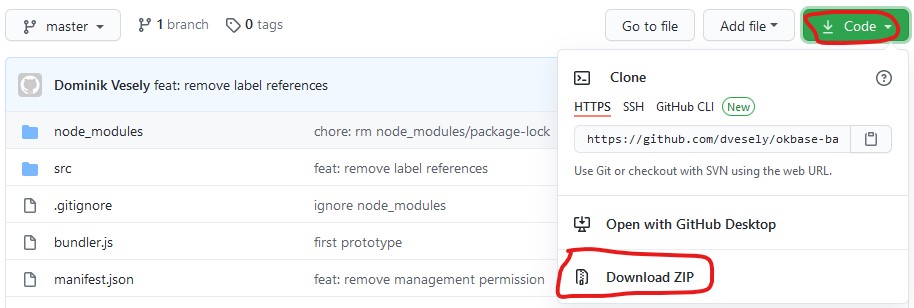 master 1 branch 0 tags Go to file Add file Code
Dominik Vesely feat: remove label references
node_modules chore: rm node_modules/package-lock
src feat: remove label references
.gitignore ignore node_modules
bundler.js first prototype
manifest.json feat: remove management permission
Clone
HTTPS SSH GitHub CLI New
https://github.com/dvesely/okbase-ba
Use Git or checkout with SVN using the web URL.
Open with GitHub Desktop
Download ZIP